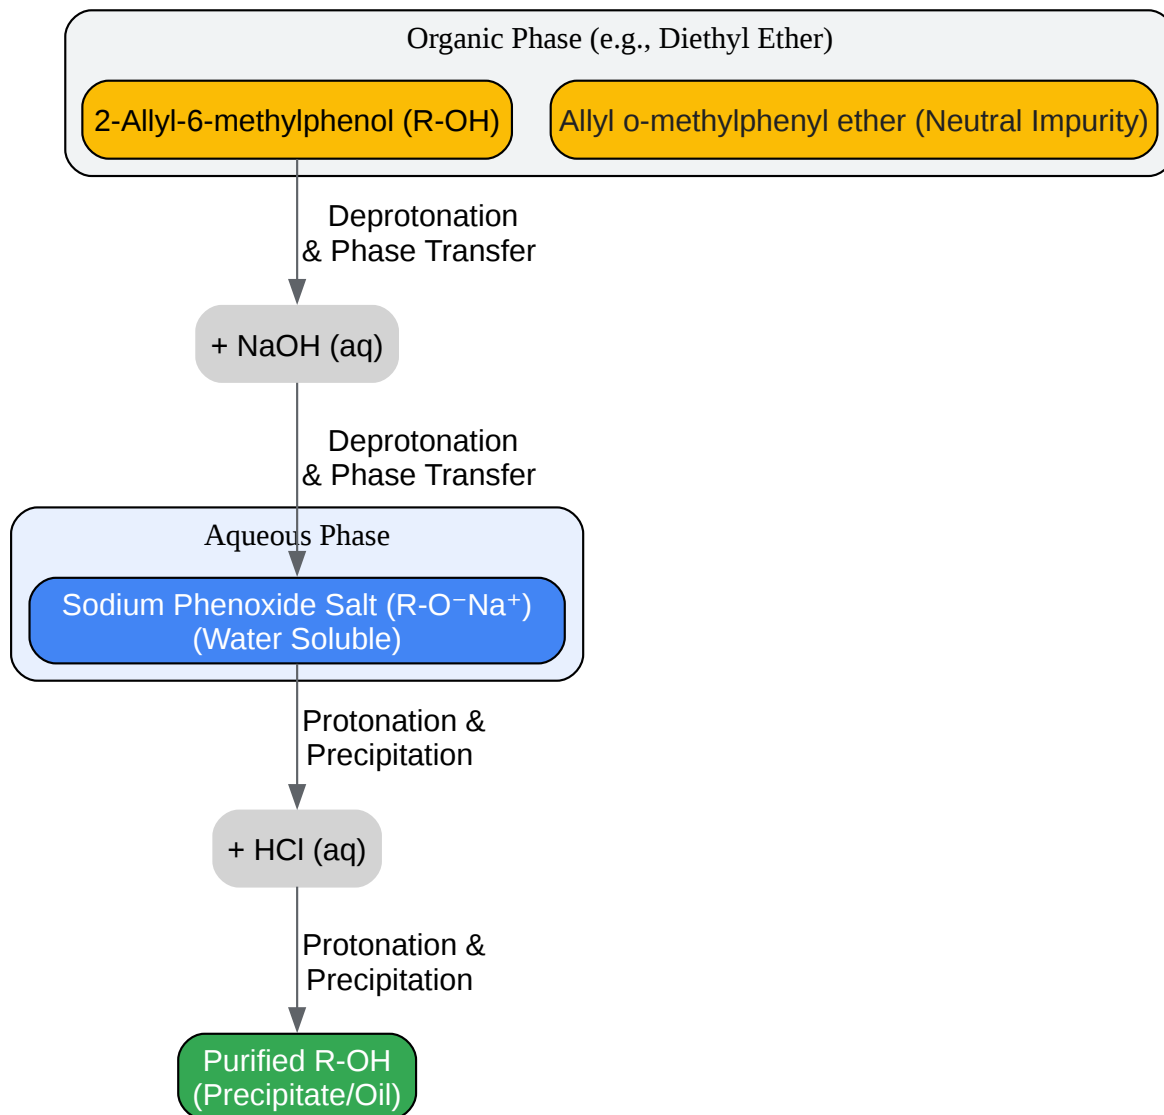 Organic Phase (e.g., Diethyl Ether)
2-Allyl-6-methylphenol (R-OH)
Allyl o-methylphenyl ether (Neutral Impurity)
Deprotonation
& Phase Transfer
+ NaOH (aq)
Deprotonation
& Phase Transfer
Aqueous Phase
Sodium Phenoxide Salt (R-O⁻Na⁺)
(Water Soluble)
Protonation &
Precipitation
+ HCl (aq)
Protonation &
Precipitation
Purified R-OH
(Precipitate/Oil)